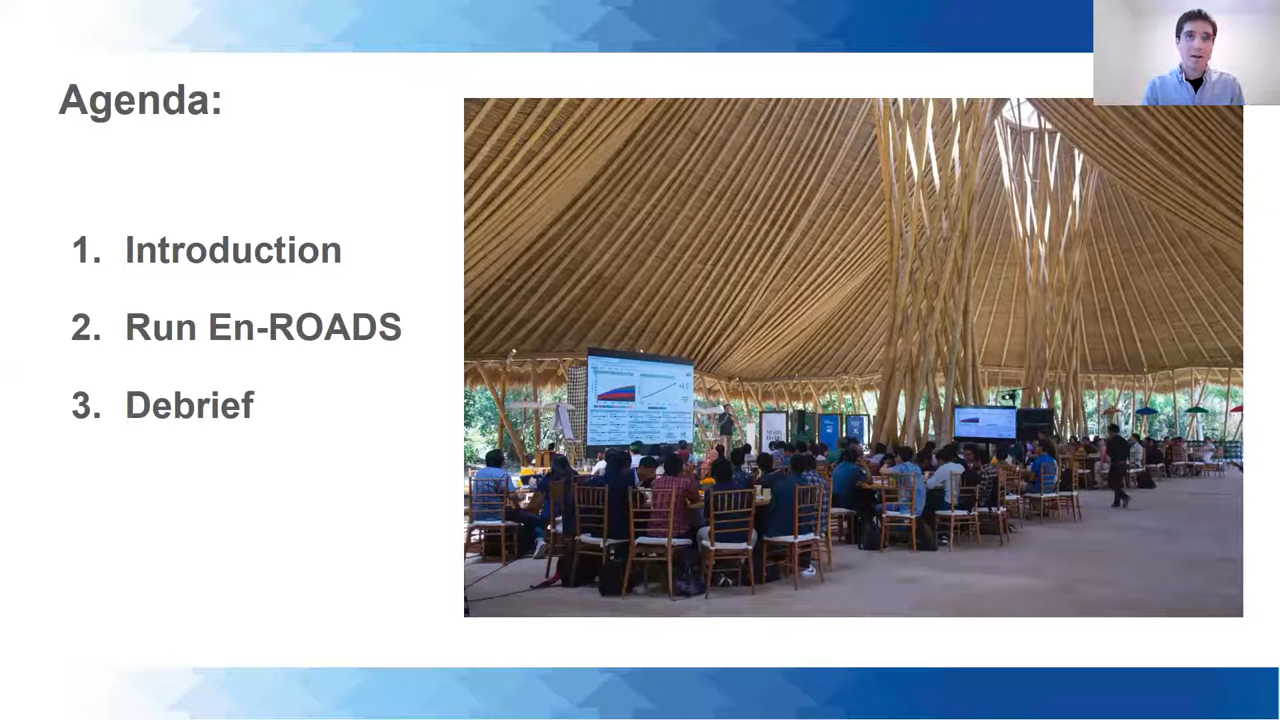 Agenda:
1. Introduction
2. Run En-ROADS
3. Debrief